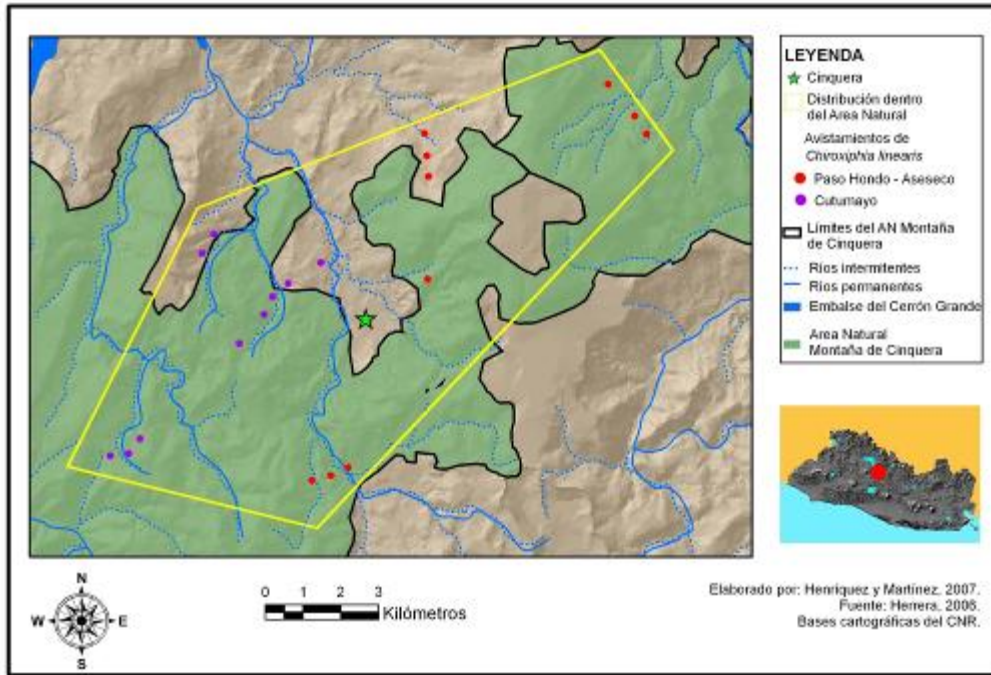 LEYENDA
Cinquera
Distribución dentro
del Area Natural
Avistamientos de
Chiroxiphia linearis
Paso Hondo - Aseseco
Cutumayo
Límites del AN Montaña
de Cinquera
Ríos intermitentes
Ríos permanentes
Embalse del Cerrón Grande
Area Natural
Montaña de Cinquera
N
W E
S
0 1 2 3
Kilómetros
Elaborado por: Henríquez y Martínez, 2007.
Fuente: Herrera, 2006.
Bases cartográficas del CNR.